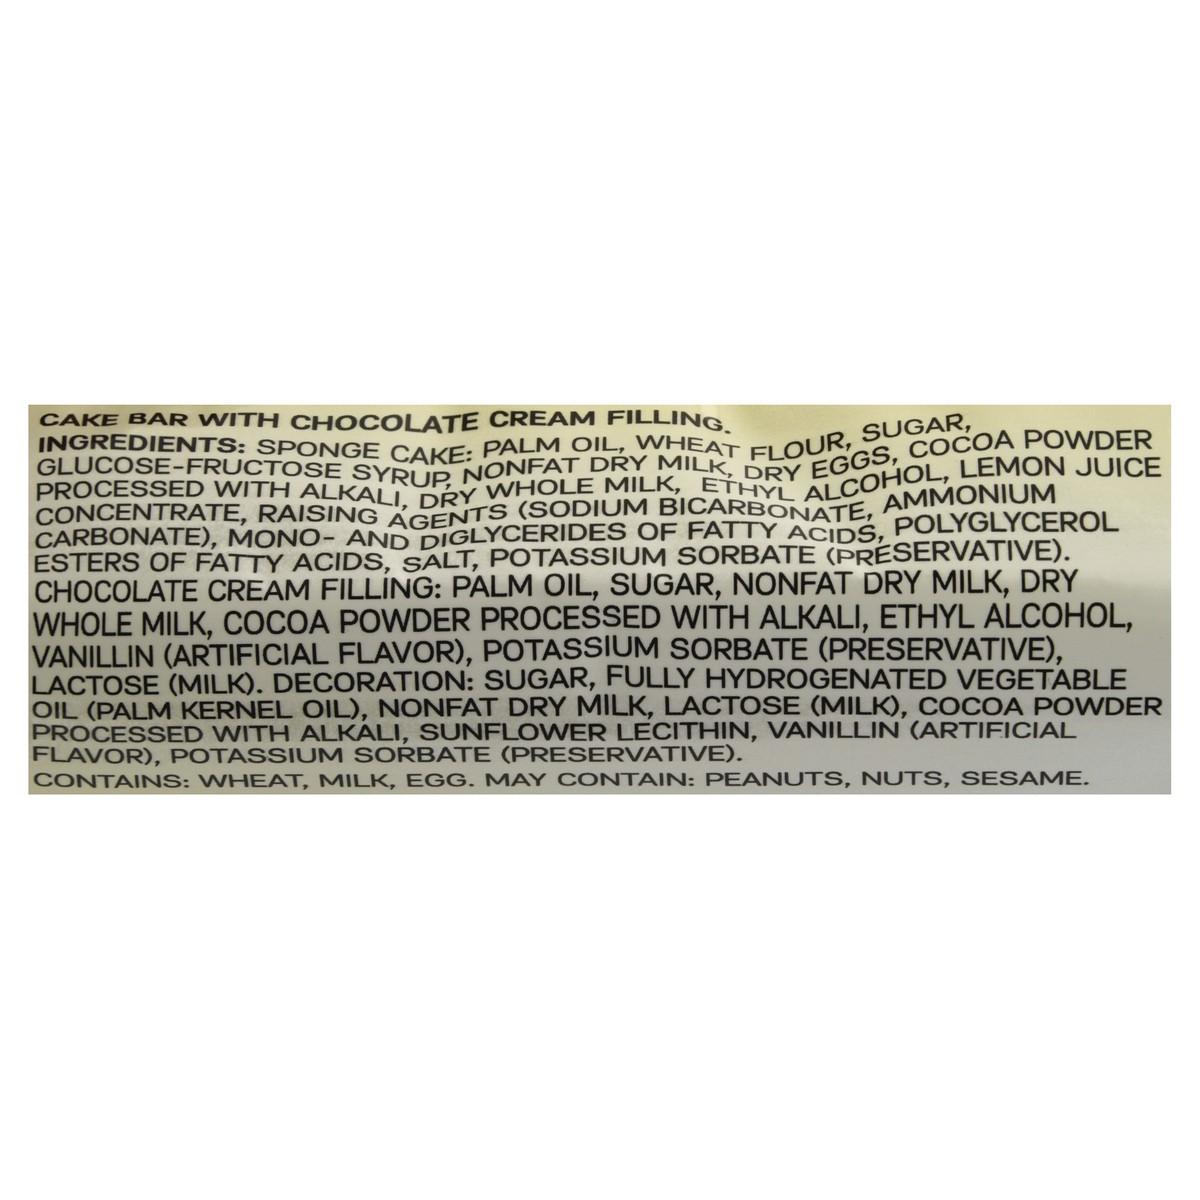 CAKE BAR WITH CHOCOLATE CREAM FILLING.
INGREDIENTS: SPONGE CAKE: PALM OIL, WHEAT FLOUR, SUGAR,
GLUCOSE-FRUCTOSE SYRUP, NONFAT DRY MILK, DRY EGGS, COCOA POWDER
PROCESSED WITH ALKALI, DRY WHOLE MILK, ETHYL ALCOHOL, LEMON JUICE
CONCENTRATE, RAISING AGENTS (SODIUM BICARBONATE, AMMONIUM
CARBONATE), MONO- AND DIGLYCERIDES OF FATTY ACIDS, POLYGLYCEROL
ESTERS OF FATTY ACIDS, SALT, POTASSIUM SORBATE (PRESERVATIVE).
CHOCOLATE CREAM FILLING: PALM OIL, SUGAR, NONFAT DRY MILK, DRY
WHOLE MILK, COCOA POWDER PROCESSED WITH ALKALI, ETHYL ALCOHOL,
VANILLIN (ARTIFICIAL FLAVOR), POTASSIUM SORBATE (PRESERVATIVE),
LACTOSE (MILK). DECORATION: SUGAR, FULLY HYDROGENATED VEGETABLE
OIL (PALM KERNEL OIL), NONFAT DRY MILK, LACTOSE (MILK), COCOA POWDER
PROCESSED WITH ALKALI, SUNFLOWER LECITHIN, VANILLIN (ARTIFICIAL
FLAVOR), POTASSIUM SORBATE (PRESERVATIVE).
CONTAINS: WHEAT, MILK, EGG. MAY CONTAIN: PEANUTS, NUTS, SESAME.